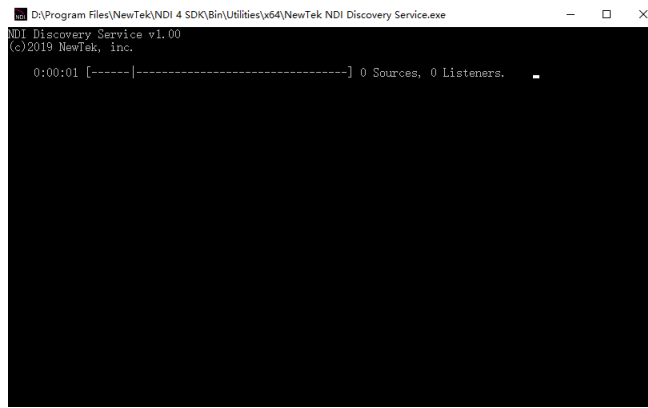 NDI D:\Program Files\NewTek\NDI 4 SDK\Bin\Utilities\x64\NewTek NDI Discovery Service.exe
NDI Discovery Service v1.00
(c)2019 NewTek, inc.
0:00:01 [------|---------------------------------] 0 Sources, 0 Listeners.